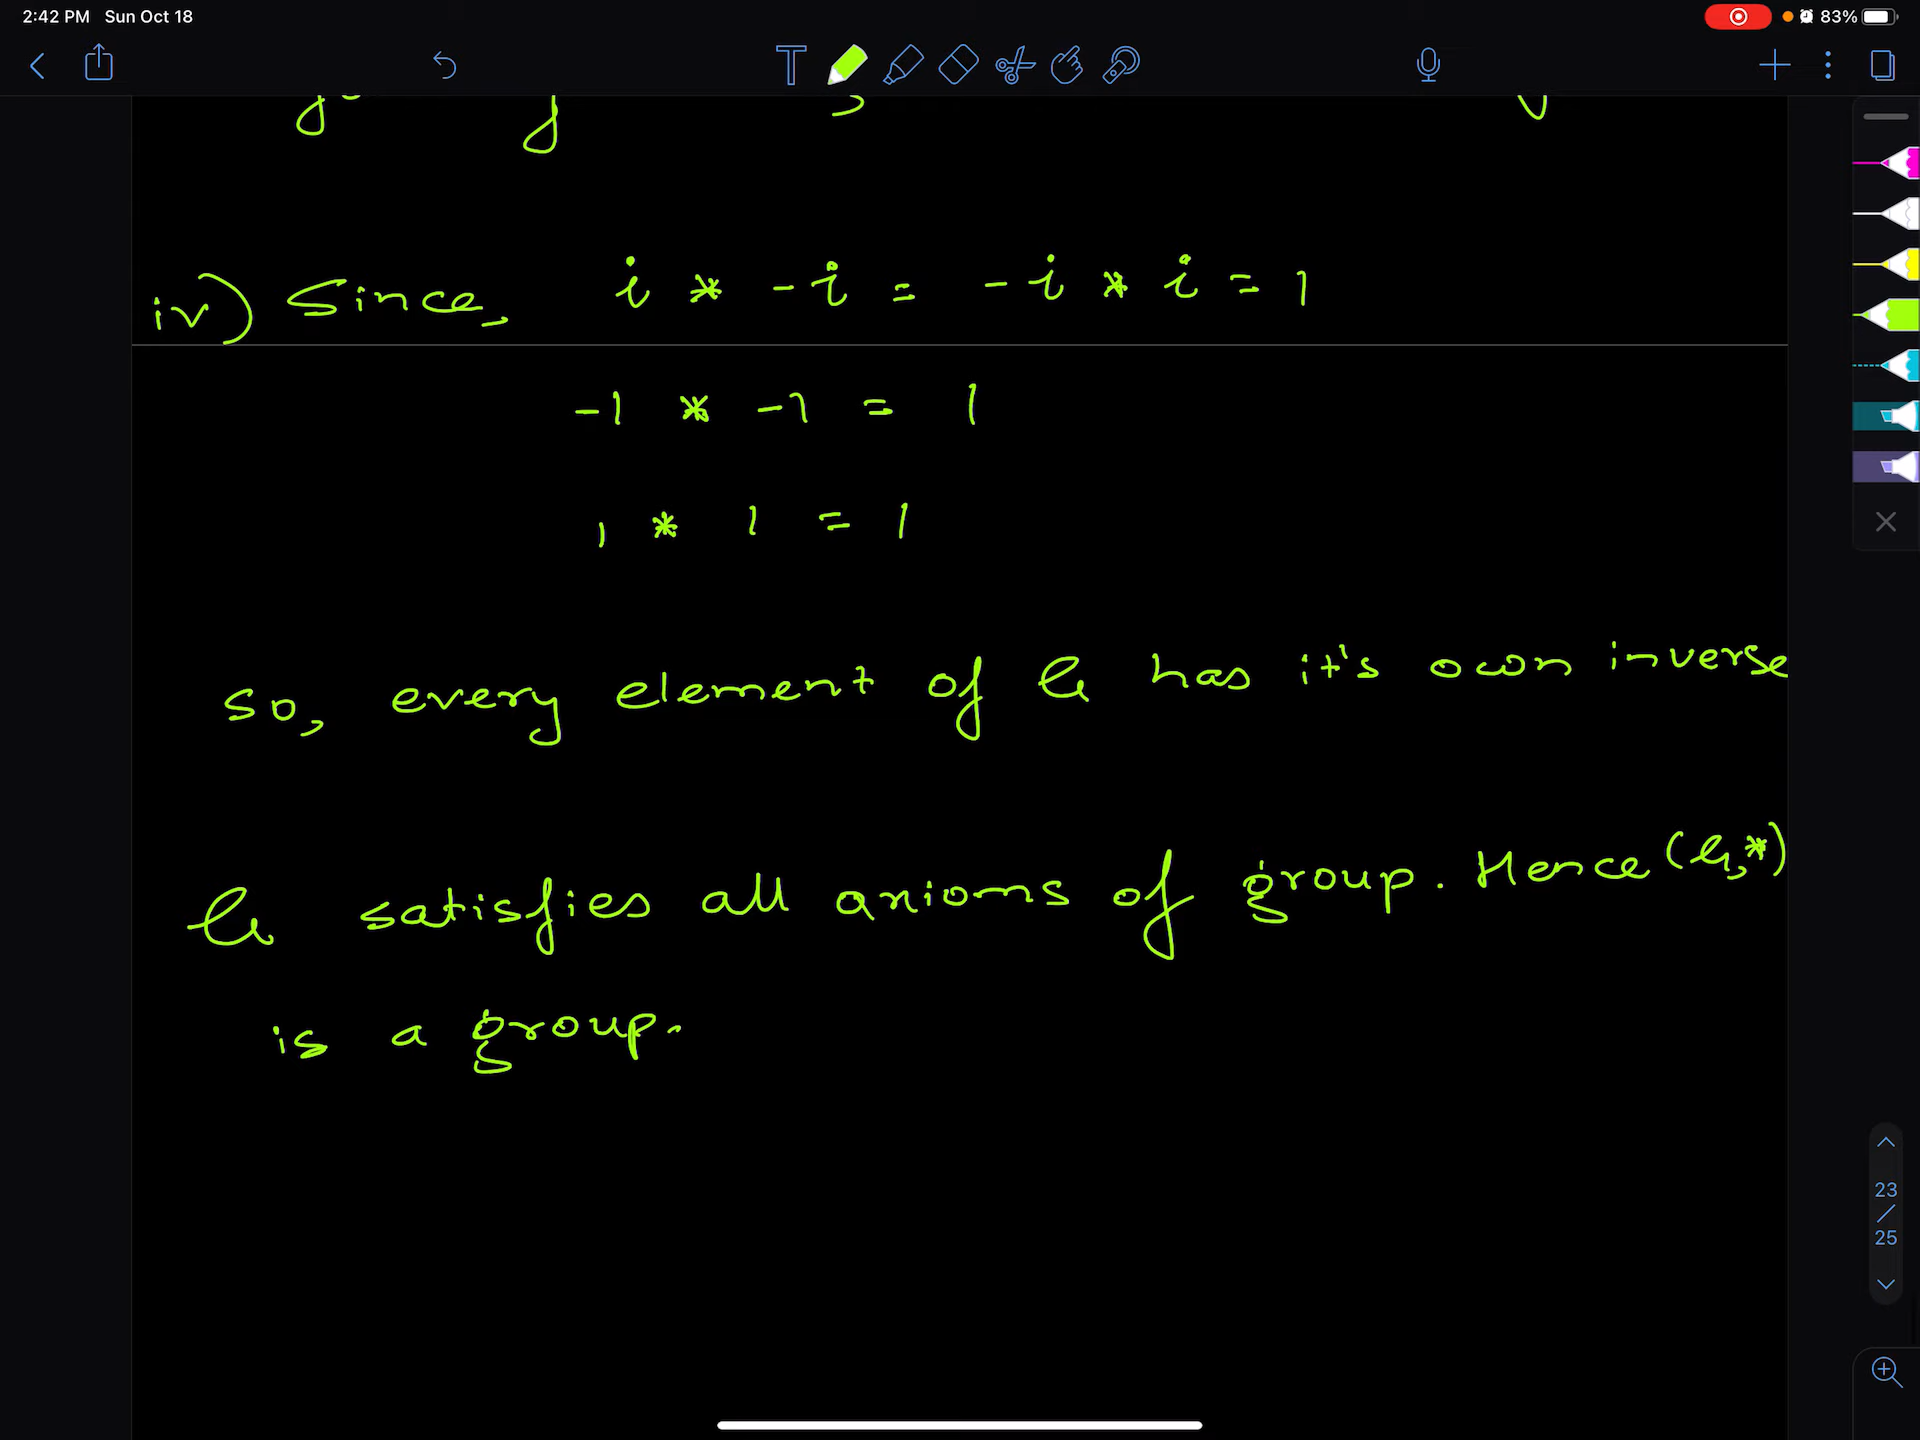 2:42 PM Sun Oct 18
83%
iv) Since, i * -i = -i * i = 1
-1 * -1 = 1
1 * 1 = 1
So, every element of G has it's own inverse
G satisfies all axioms of group. Hence (G,*)
is a group.
23
/
25